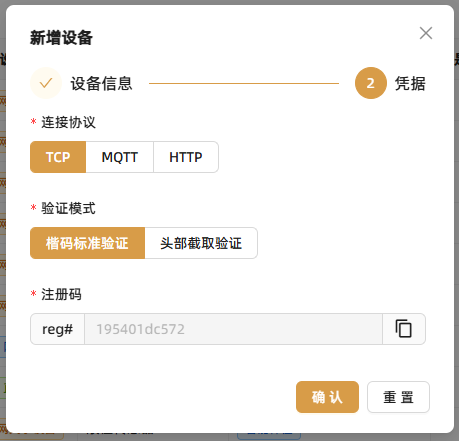 新增设备
设备信息
2 凭据
* 连接协议
TCP MQTT HTTP
* 验证模式
楷码标准验证 头部截取验证
* 注册码
reg# 195401dc572
确 认 重 置